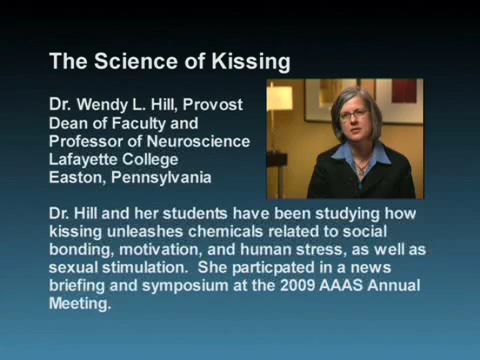 The Science of Kissing
Dr. Wendy L. Hill, Provost
Dean of Faculty and
Professor of Neuroscience
Lafayette College
Easton, Pennsylvania
Dr. Hill and her students have been studying how
kissing unleashes chemicals related to social
bonding, motivation, and human stress, as well as
sexual stimulation.  She particpated in a news
briefing and symposium at the 2009 AAAS Annual
Meeting.